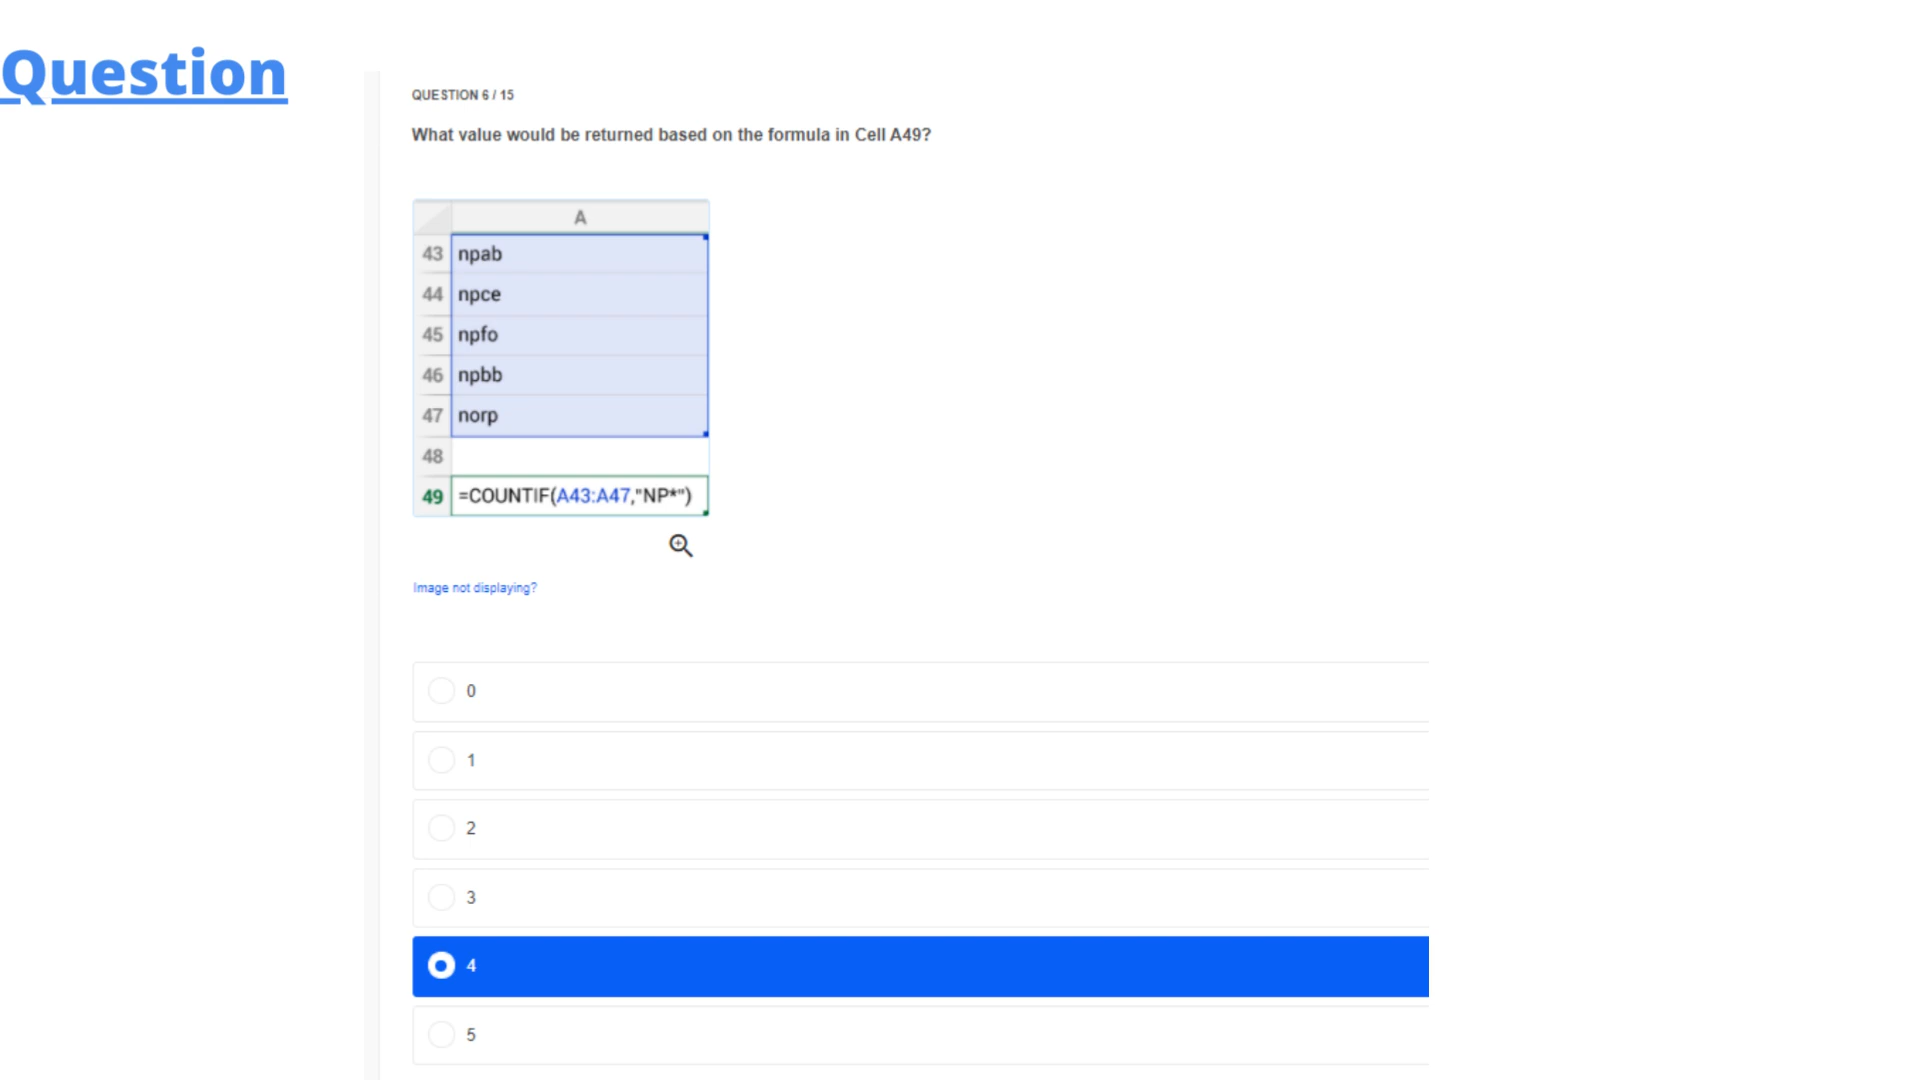 Question
QUESTION 6 / 15
What value would be returned based on the formula in Cell A49?
A
43 npab
44 npce
45 npfo
46 npbb
47 norp
48
49 =COUNTIF(A43:A47,"NP*")
Image not displaying?
0
1
2
3
4
5